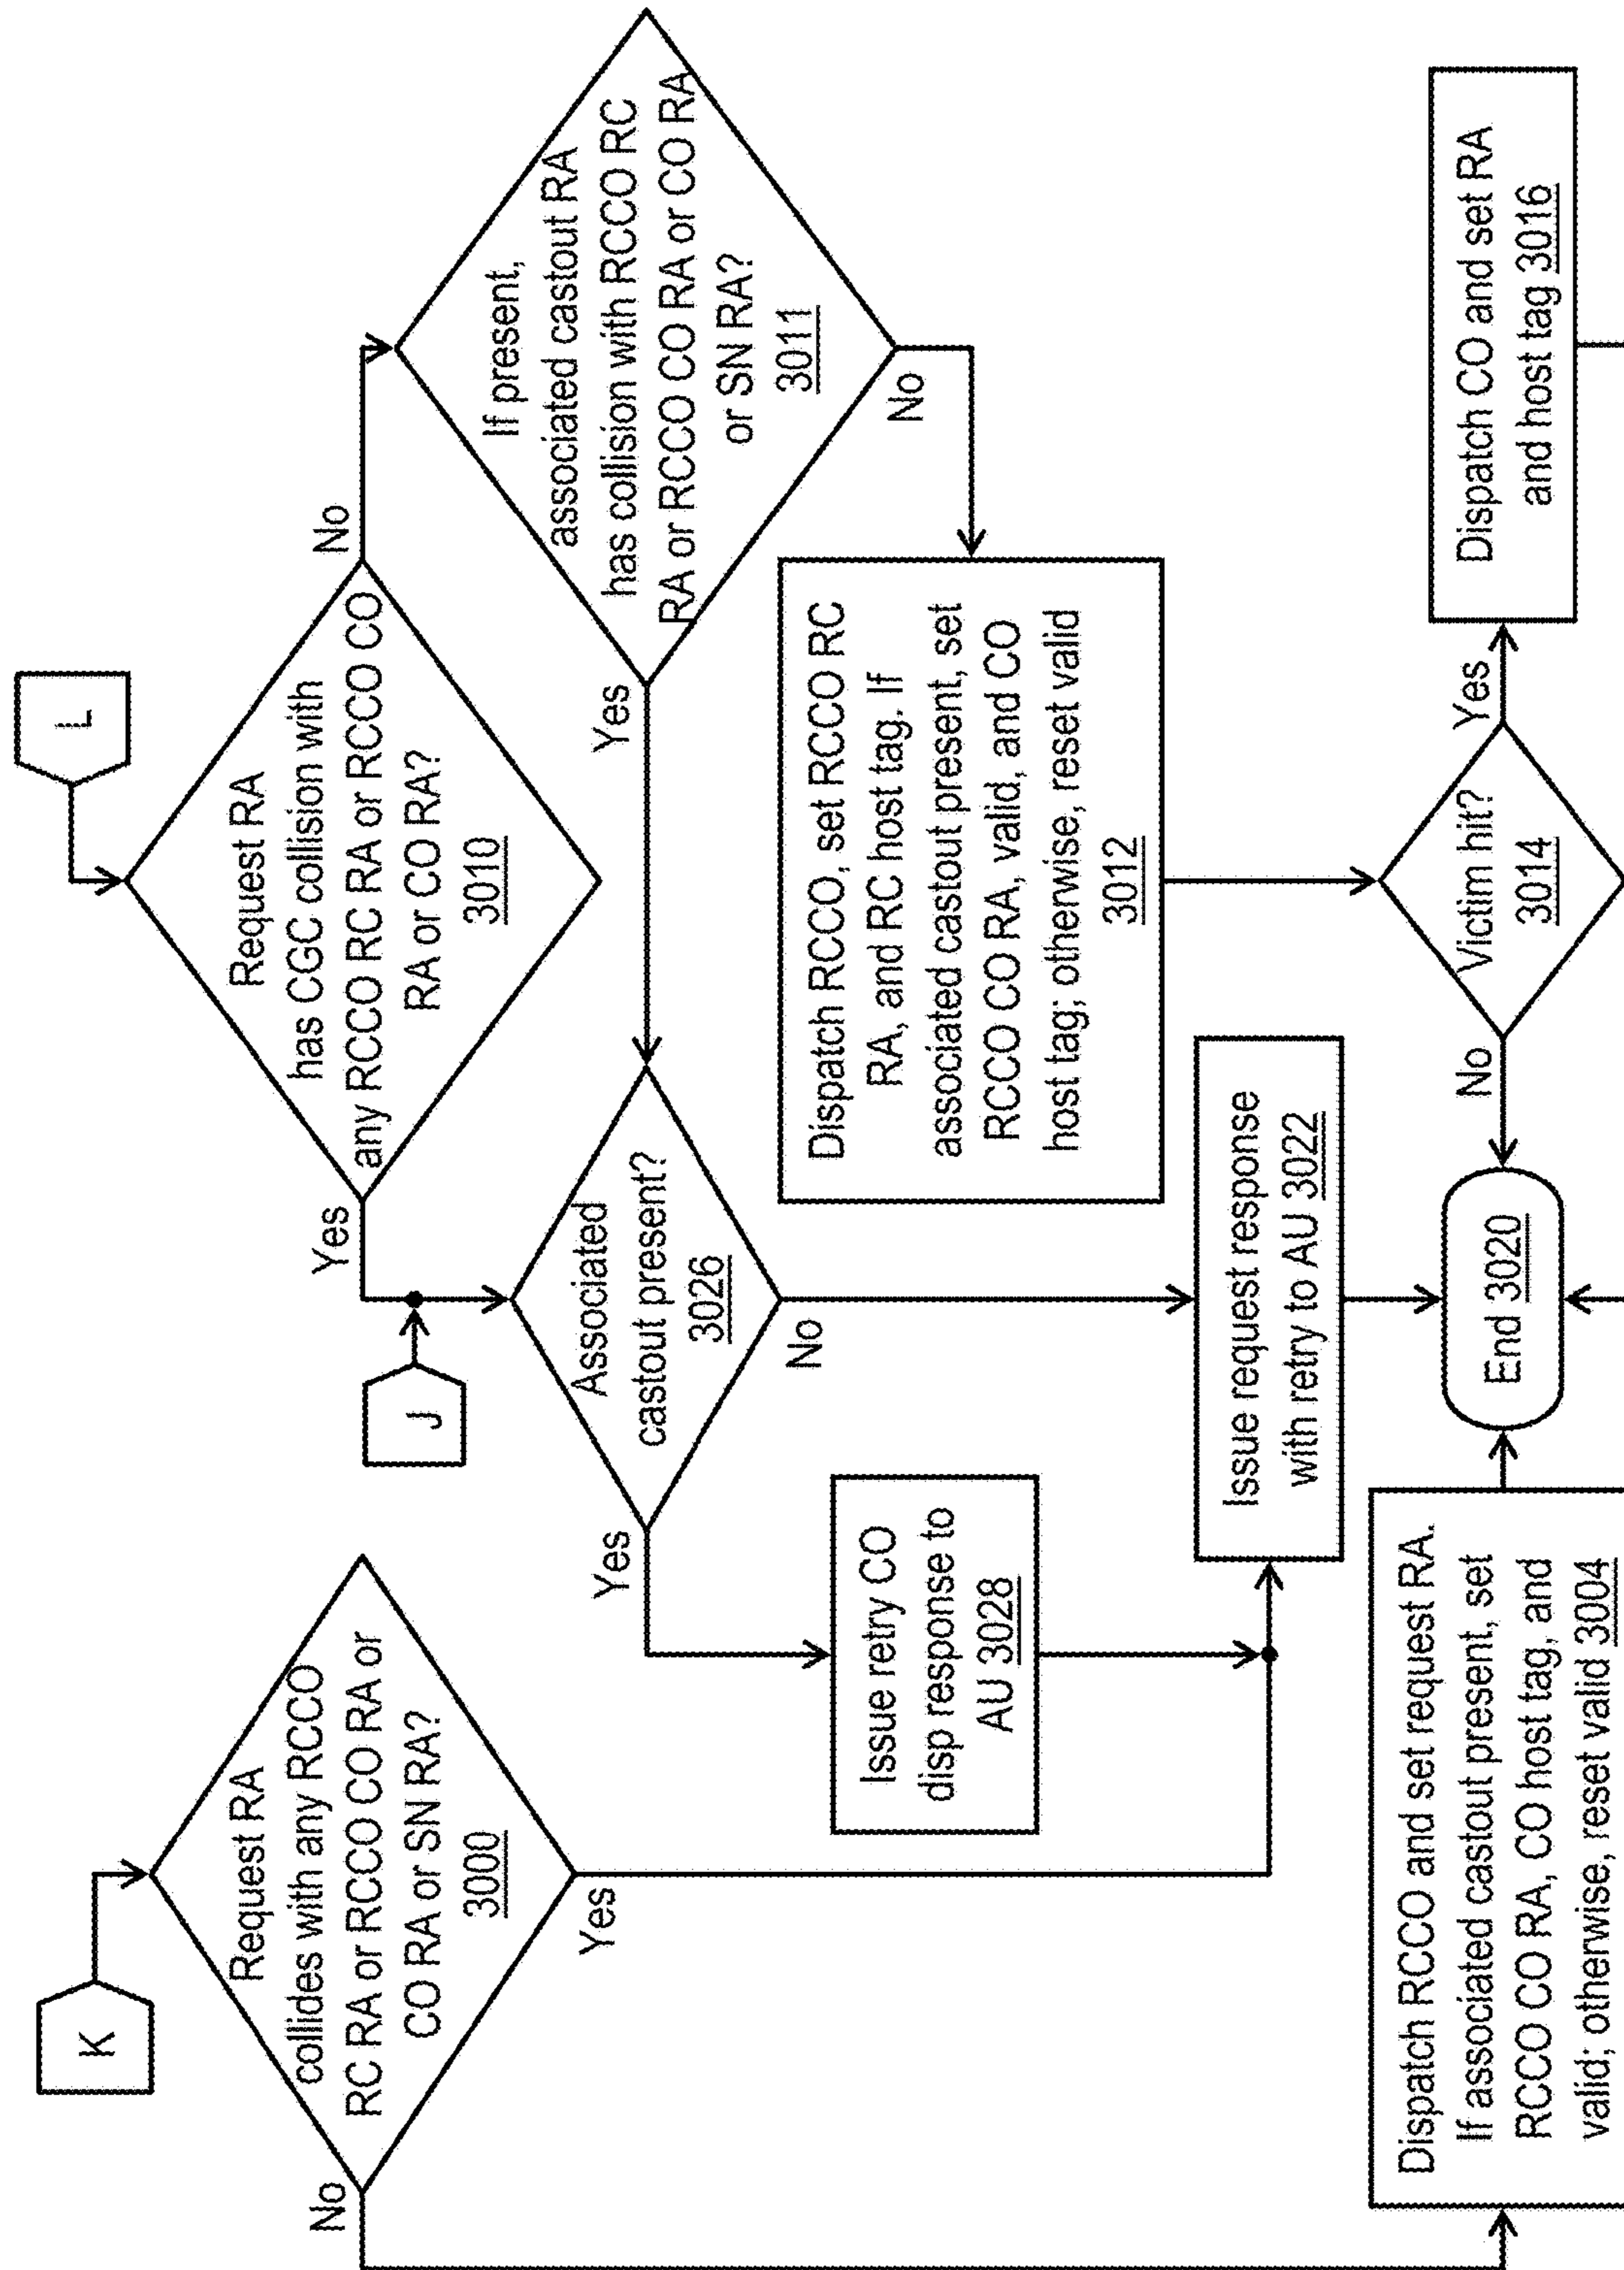 K
Request RA
collides with any RCCO
RC RA or RCCO CO RA or
CO RA or SN RA?
3000
No
Yes
J
L
Request RA
has CGC collision with
any RCCO RC RA or RCCO CO
RA or CO RA?
3010
Yes
No
If present,
associated castout RA
has collision with RCCO RC
RA or RCCO CO RA or CO RA
or SN RA?
3011
Yes
No
Associated
castout present?
3026
Yes
No
Issue retry CO
disp response to
AU 3028
Dispatch RCCO, set RCCO RC
RA, and RC host tag. If
associated castout present, set
RCCO CO RA, valid, and CO
host tag; otherwise, reset valid
3012
Issue request response
with retry to AU 3022
Dispatch RCCO and set request RA.
If associated castout present, set
RCCO CO RA, CO host tag, and
valid; otherwise, reset valid 3004
End 3020
No
Victim hit?
3014
Yes
Dispatch CO and set RA
and host tag 3016